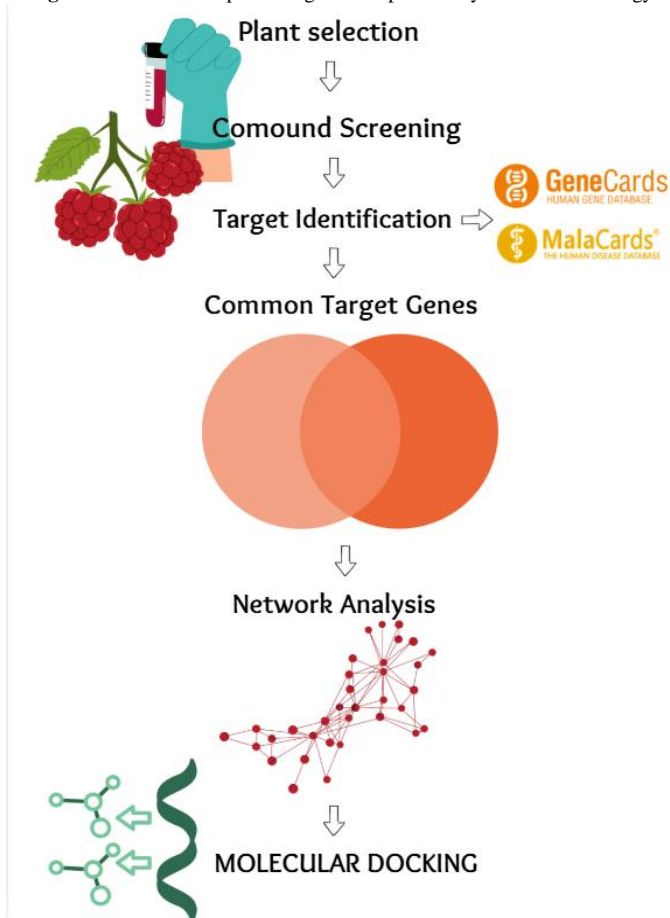 Plant selection
Comound Screening
Target Identification
GeneCards
HUMAN GENE DATABASE
MalaCards®
THE HUMAN DISEASE DATABASE
Common Target Genes
Network Analysis
MOLECULAR DOCKING